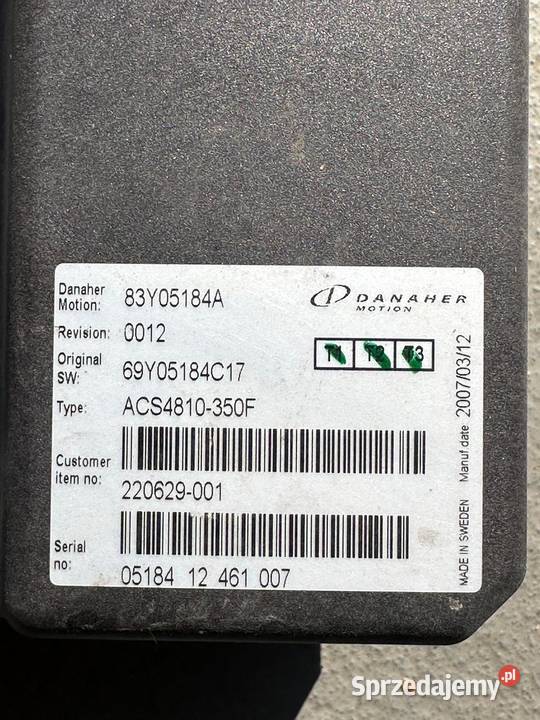 Danaher Motion: 83Y05184A
DANAHER
MOTION
Revision: 0012
T1 T2 T3
Original SW: 69Y05184C17
Type: ACS4810-350F
Customer item no: 220629-001
Serial no: 05184 12 461 007
MADE IN SWEDEN Manuf date 2007/03/12
Sprzedajemy.pl